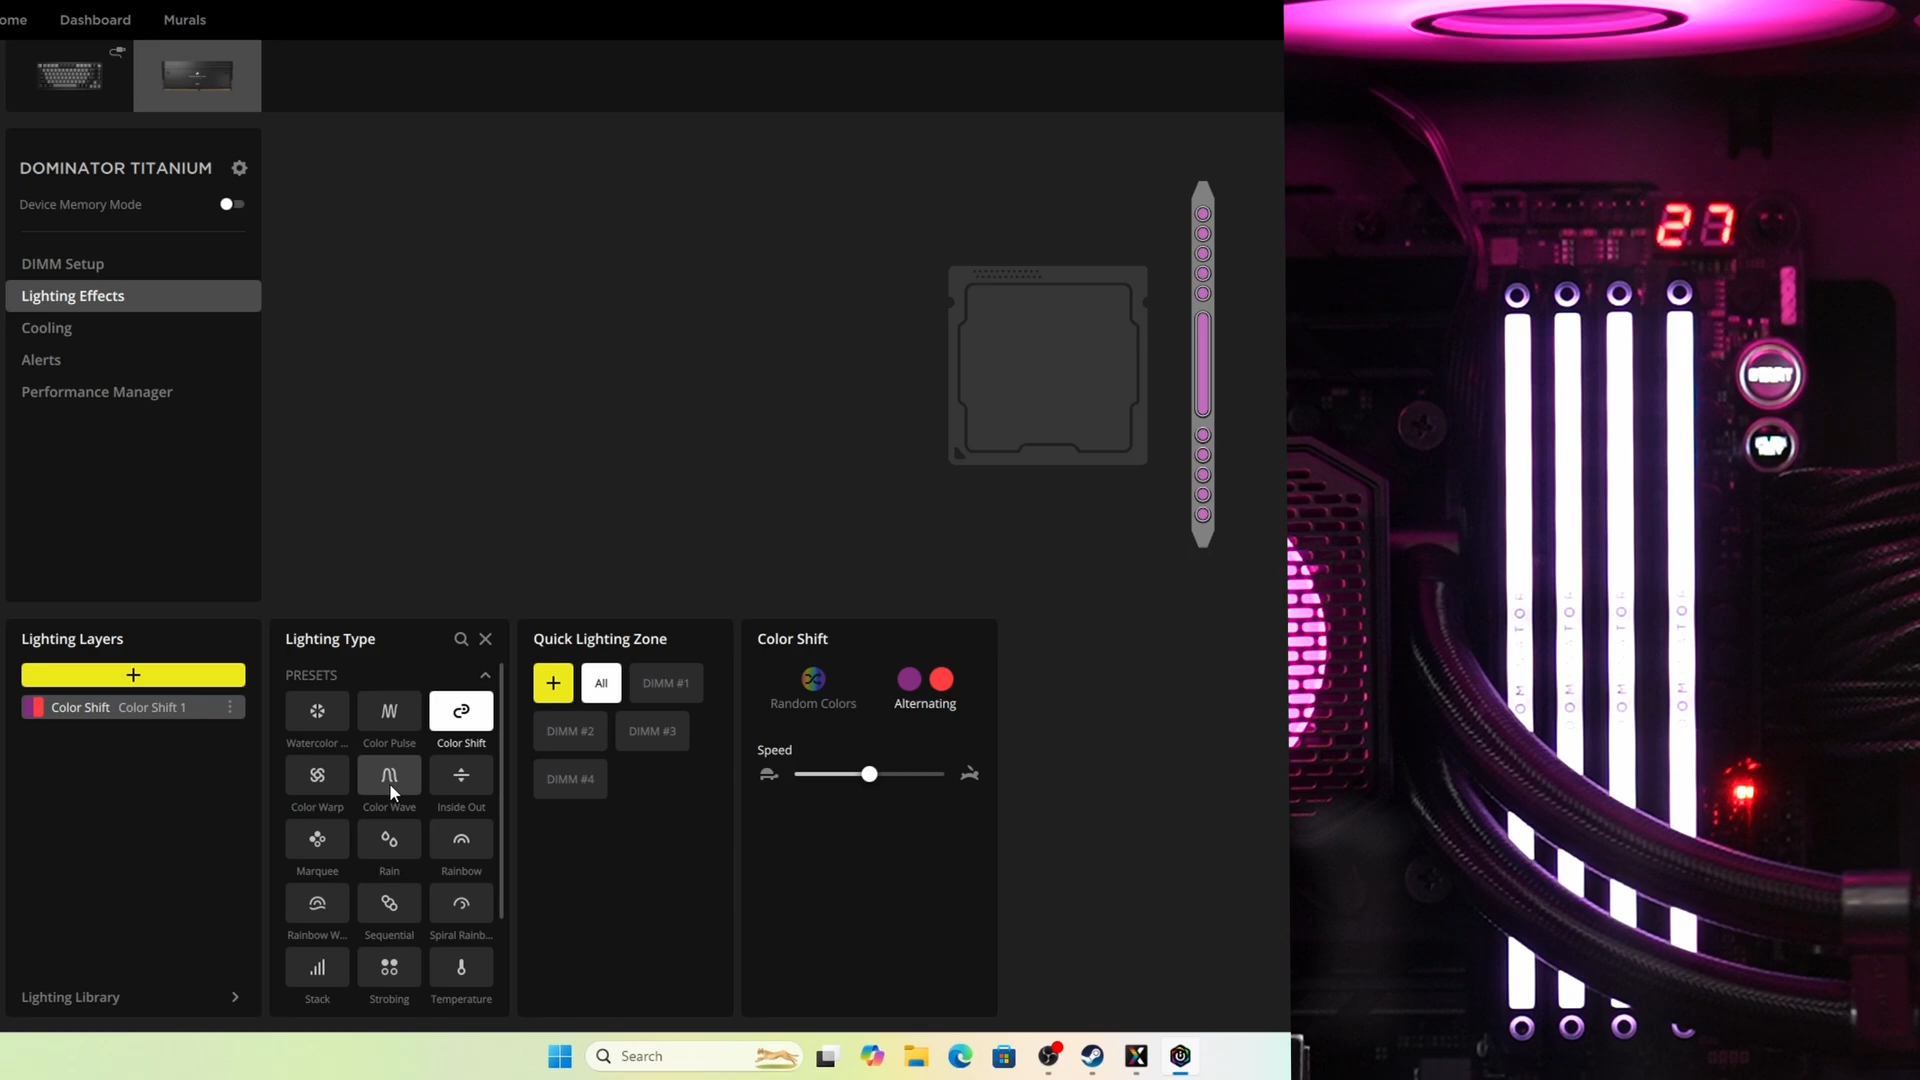 ome Dashboard Murals
DOMINATOR TITANIUM
Device Memory Mode
DIMM Setup
Lighting Effects
Cooling
Alerts
Performance Manager
Lighting Layers
+
Color Shift Color Shift 1
Lighting Library
Lighting Type
PRESETS
Watercolor ... Color Pulse Color Shift
Color Warp Color Wave Inside Out
Marquee Rain Rainbow
Rainbow W... Sequential Spiral Rainb...
Stack Strobing Temperature
Quick Lighting Zone
+ All DIMM #1
DIMM #2 DIMM #3
DIMM #4
Color Shift
Random Colors Alternating
Speed
Search
27
START